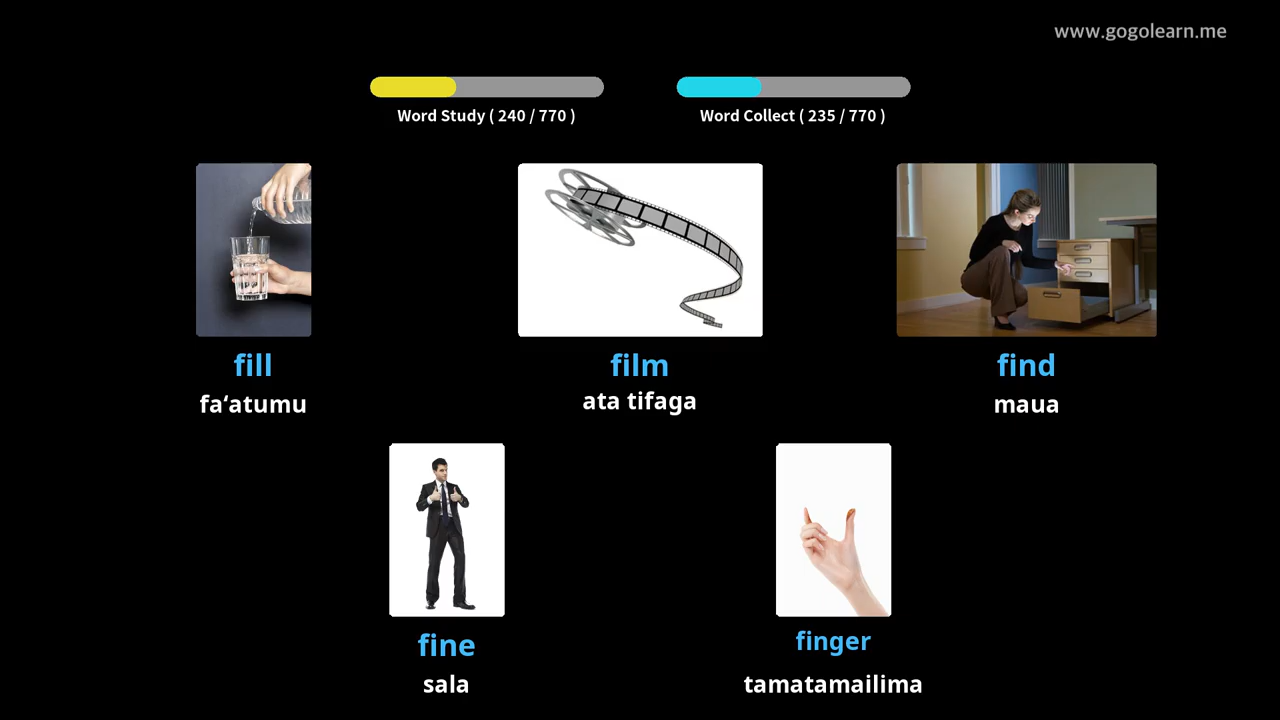 www.gogolearn.me
Word Study ( 240 / 770 )
Word Collect ( 235 / 770 )
fill
faʻatumu
film
ata tifaga
find
maua
fine
sala
finger
tamatamailima